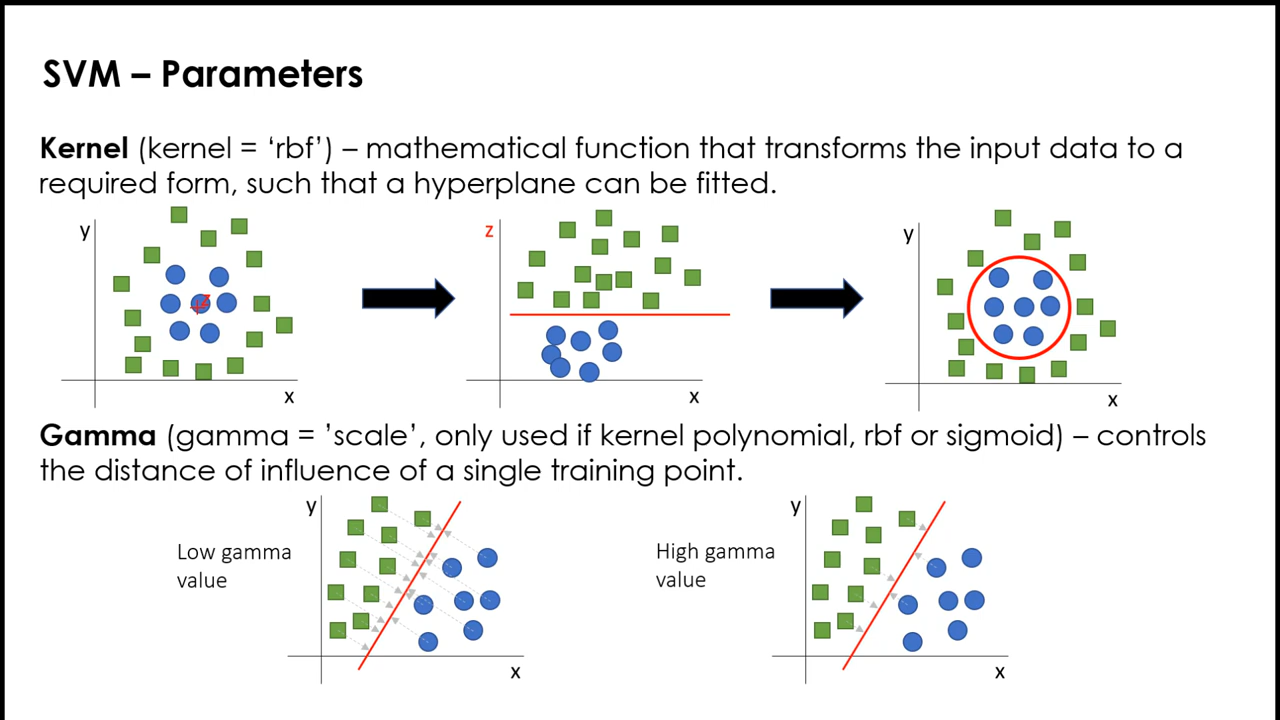 SVM – Parameters
Kernel (kernel = ‘rbf’) – mathematical function that transforms the input data to a
required form, such that a hyperplane can be fitted.
y
x
z
x
y
x
Gamma (gamma = ’scale’, only used if kernel polynomial, rbf or sigmoid) – controls
the distance of influence of a single training point.
Low gamma
value
y
x
High gamma
value
y
x